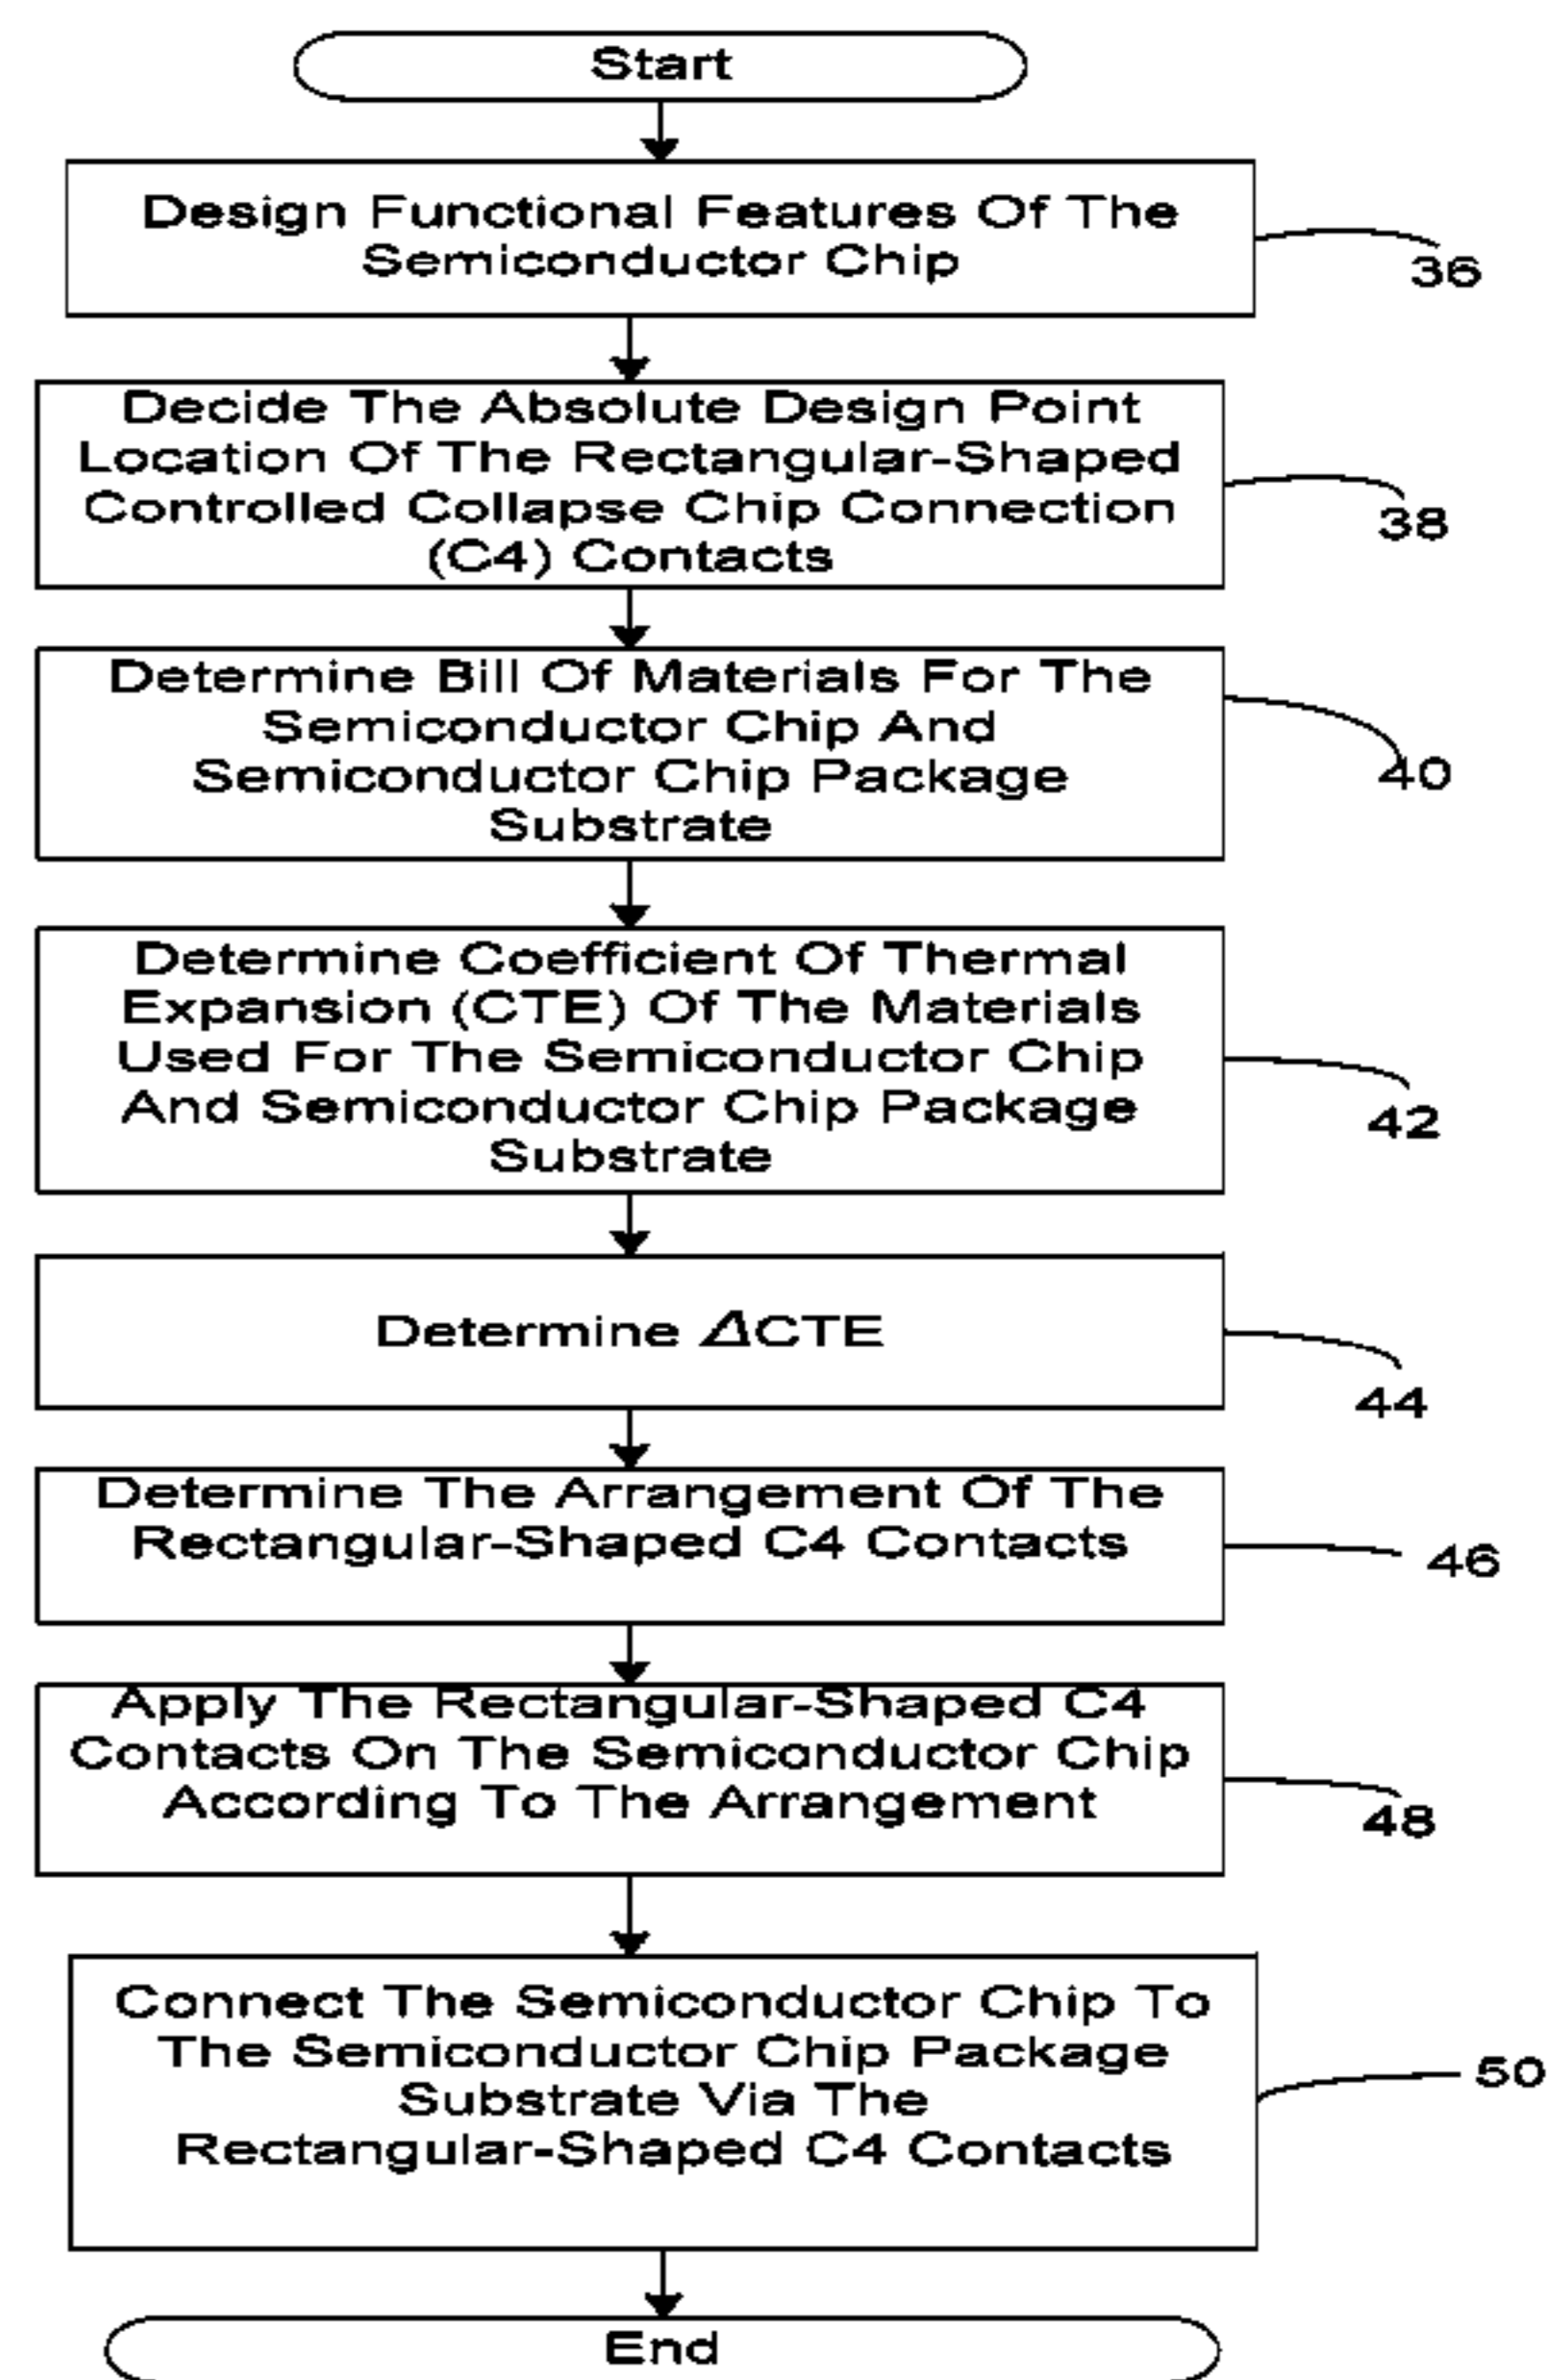 Start
Design Functional Features Of The
Semiconductor Chip
36
Decide The Absolute Design Point
Location Of The Rectangular-Shaped
Controlled Collapse Chip Connection
(C4) Contacts
38
Determine Bill Of Materials For The
Semiconductor Chip And
Semiconductor Chip Package
Substrate
40
Determine Coefficient Of Thermal
Expansion (CTE) Of The Materials
Used For The Semiconductor Chip
And Semiconductor Chip Package
Substrate
42
Determine ΔCTE
44
Determine The Arrangement Of The
Rectangular-Shaped C4 Contacts
46
Apply The Rectangular-Shaped C4
Contacts On The Semiconductor Chip
According To The Arrangement
48
Connect The Semiconductor Chip To
The Semiconductor Chip Package
Substrate Via The
Rectangular-Shaped C4 Contacts
50
End